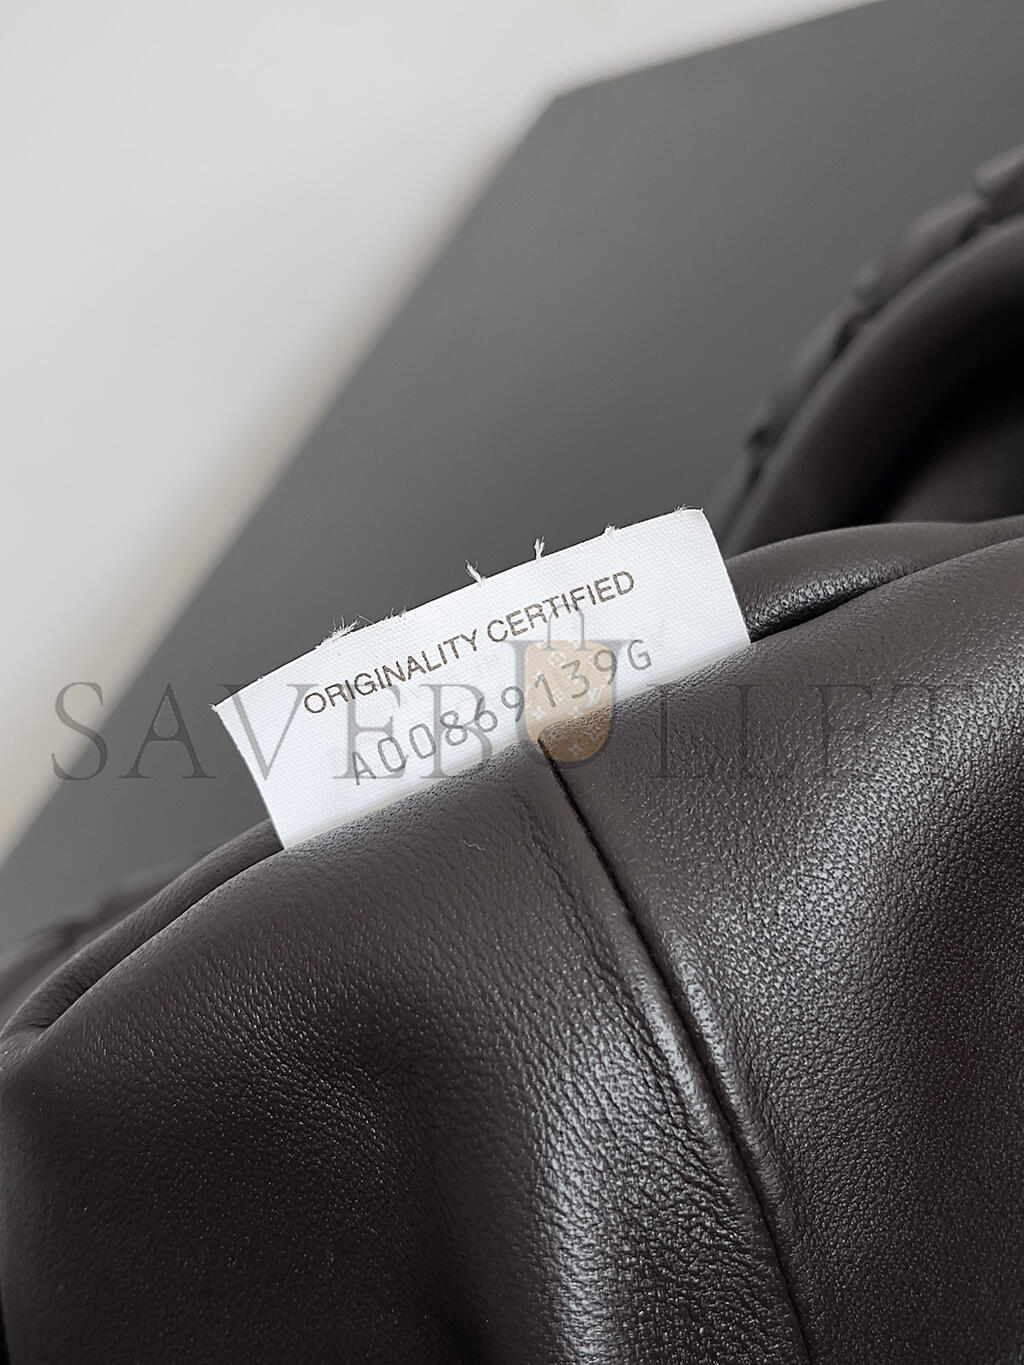 ORIGINALITY CERTIFIED
A00869139G
SAVEBULLET